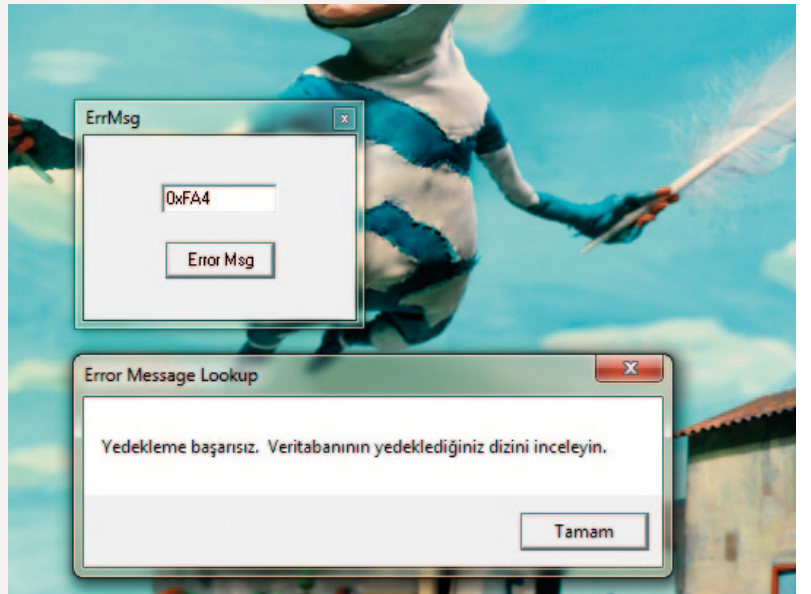 ErrMsg
0xFA4
Error Msg
Error Message Lookup
Yedekleme başarısız. Veritabanının yedeklediğiniz dizini inceleyin.
Tamam